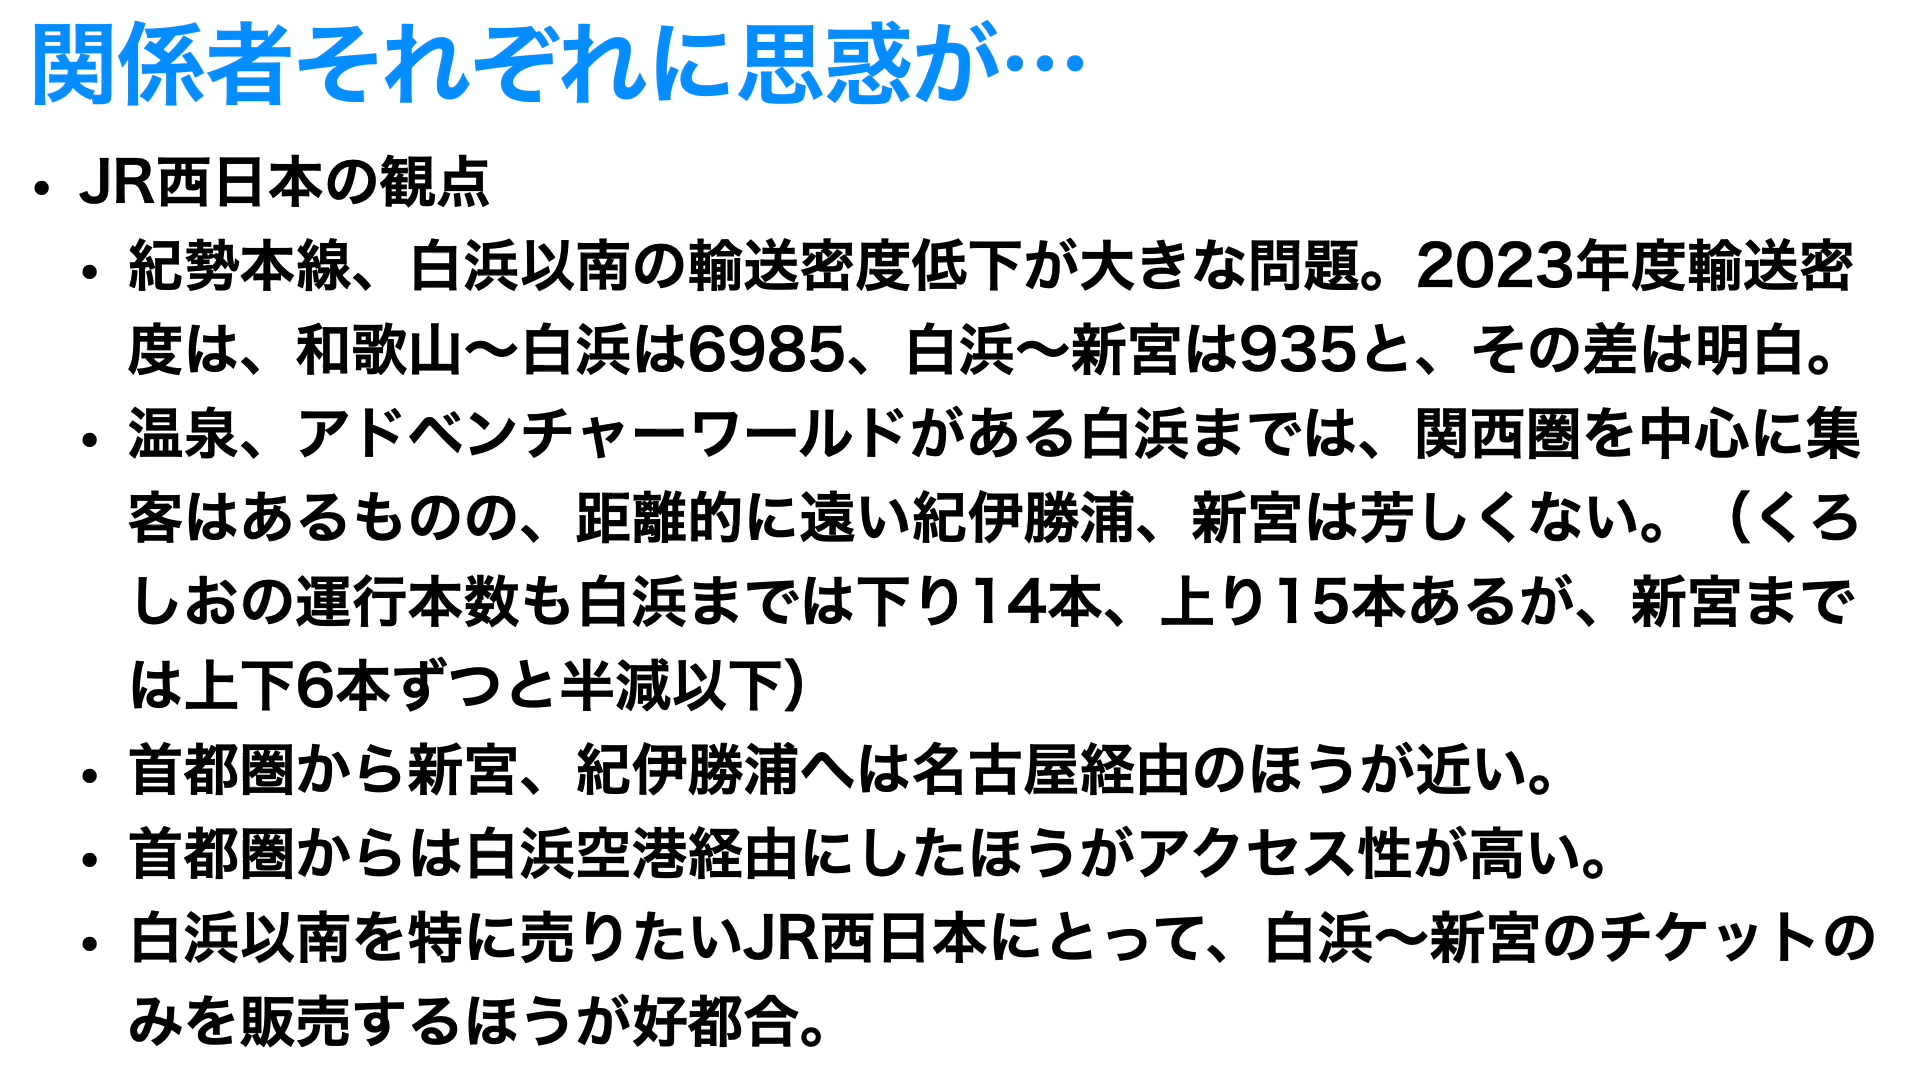 関係者それぞれに思惑が…
• JR西日本の観点
• 紀勢本線、白浜以南の輸送密度低下が大きな問題。2023年度輸送密
度は、和歌山〜白浜は6985、白浜〜新宮は935と、その差は明白。
• 温泉、アドベンチャーワールドがある白浜までは、関西圏を中心に集
客はあるものの、距離的に遠い紀伊勝浦、新宮は芳しくない。（くろ
しおの運行本数も白浜までは下り14本、上り15本あるが、新宮まで
は上下6本ずつと半減以下）
• 首都圏から新宮、紀伊勝浦へは名古屋経由のほうが近い。
• 首都圏からは白浜空港経由にしたほうがアクセス性が高い。
• 白浜以南を特に売りたいJR西日本にとって、白浜〜新宮のチケットの
みを販売するほうが好都合。